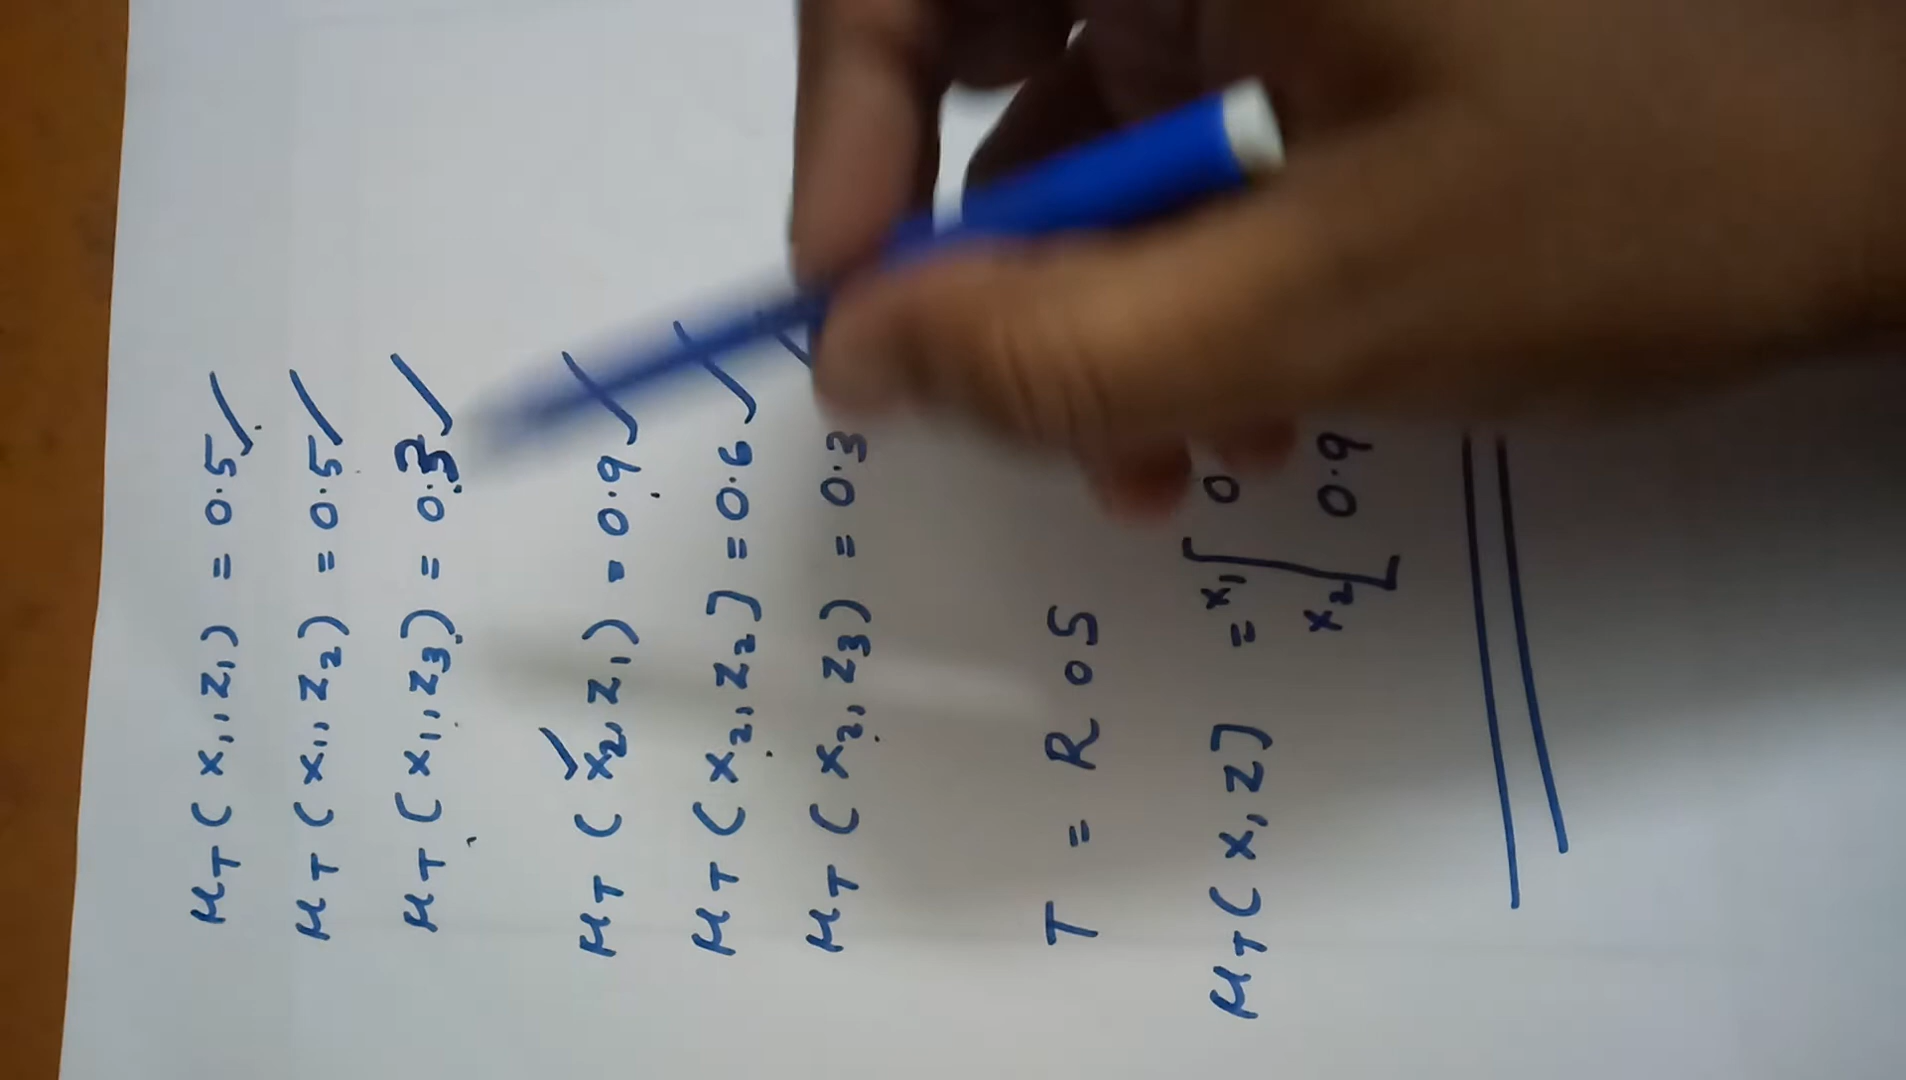 μT(x1,z1) = 0.5
μT(x1,z2) = 0.5
μT(x1,z3) = 0.3
μT(x2,z1) = 0.9
μT(x2,z2] = 0.6
μT(x2,z3) = 0.3
T = R o S
μT(x,z] = x1 [ 0
x2 0.9